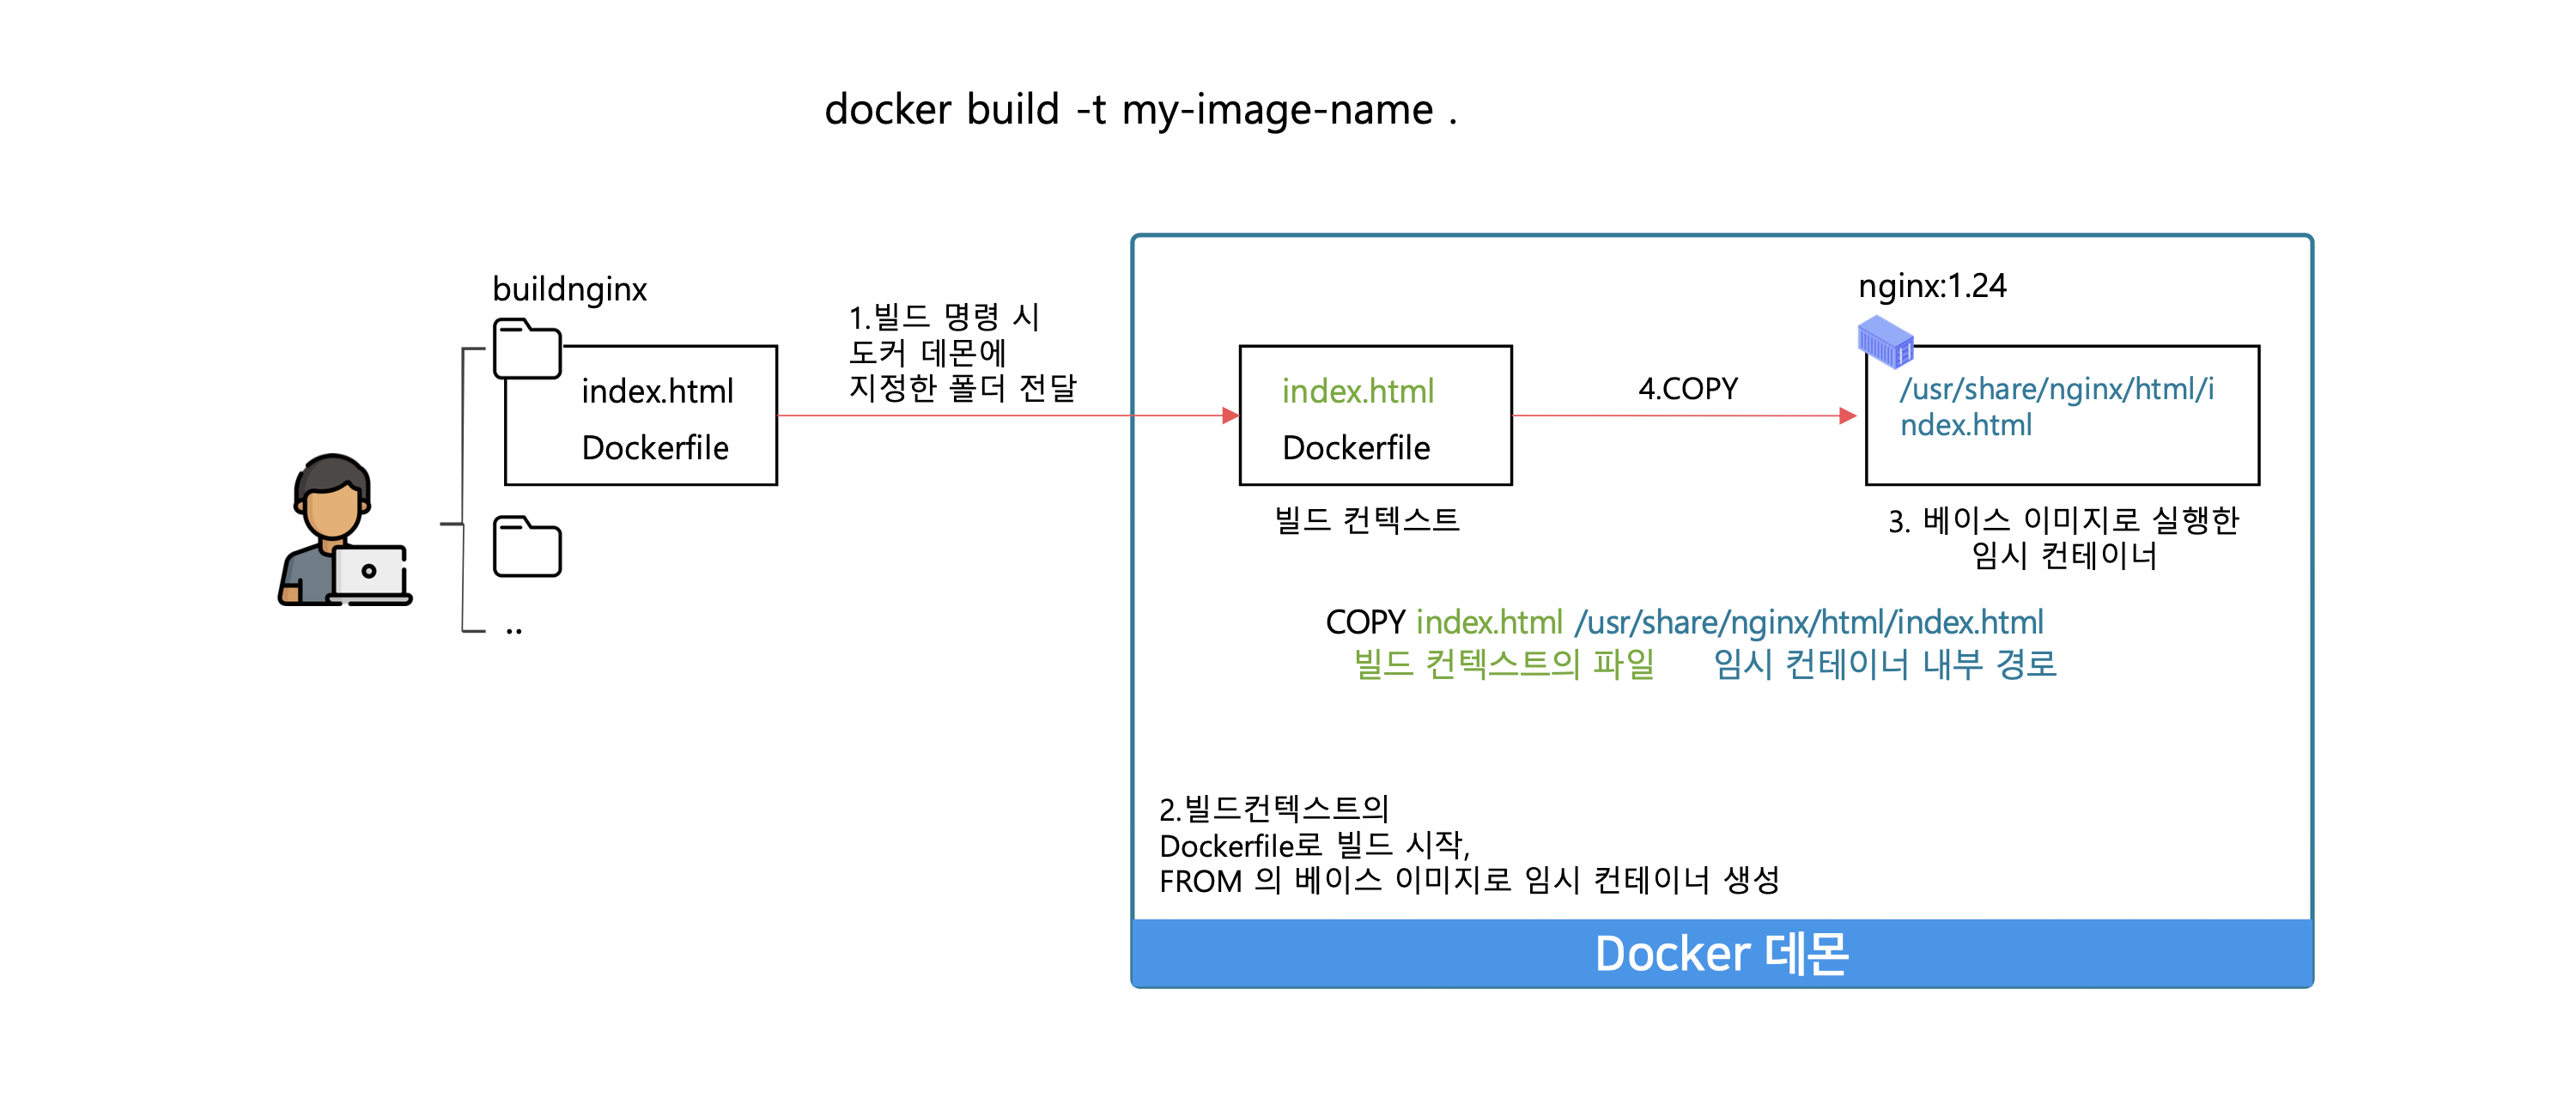 docker build -t my-image-name .
buildnginx
index.html
Dockerfile
..
1.빌드 명령 시
도커 데몬에
지정한 폴더 전달
index.html
Dockerfile
빌드 컨텍스트
4.COPY
nginx:1.24
/usr/share/nginx/html/i
ndex.html
3. 베이스 이미지로 실행한
임시 컨테이너
COPY index.html /usr/share/nginx/html/index.html
빌드 컨텍스트의 파일 임시 컨테이너 내부 경로
2.빌드컨텍스트의
Dockerfile로 빌드 시작,
FROM 의 베이스 이미지로 임시 컨테이너 생성
Docker 데몬